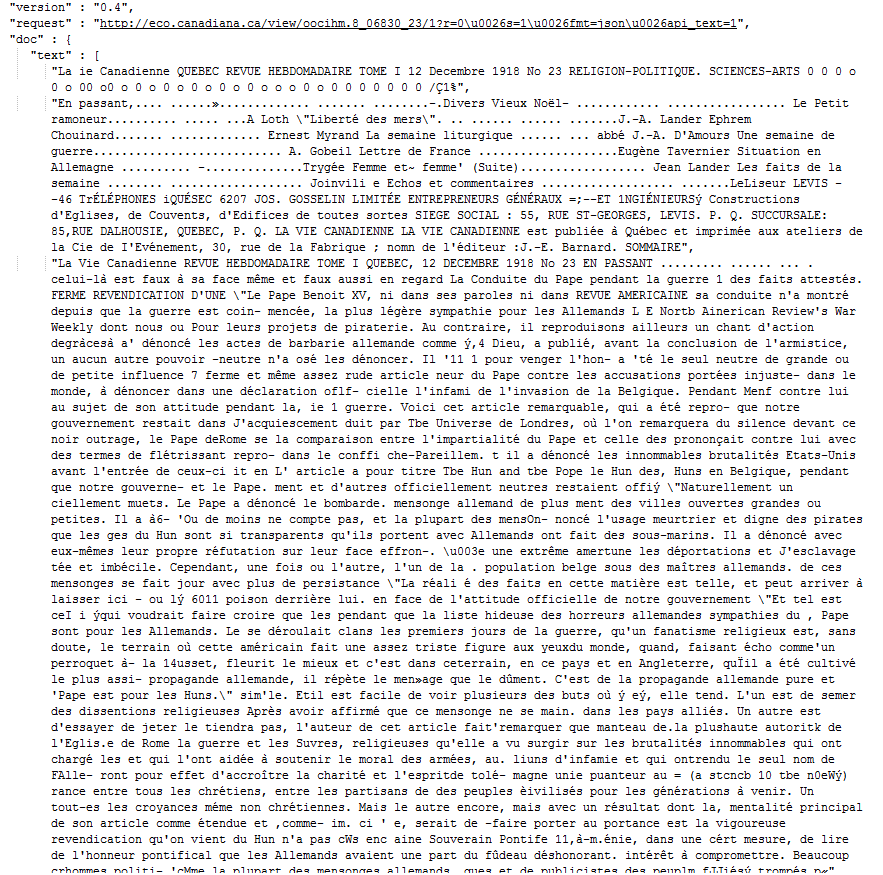 "version" : "0.4",
"request" : "http://eco.canadiana.ca/view/oocihm.8_06830_23/1?r=0\u0026s=1\u0026fmt=json\u0026api_text=1",
"doc" : {
"text" : [
"La ie Canadienne QUEBEC REVUE HEBDOMADAIRE TOME I 12 Decembre 1918 No 23 RELIGION-POLITIQUE. SCIENCES-ARTS 0 0 0 o
0 o 00 o0 o 0 o 0 o 0 o 0 o o o 0 o 0 0 0 0 0 0 0 /Ç1%",
"En passant,.... ......».............. ....... ........-.Divers Vieux Noël- ........... ................. Le Petit
ramoneur.......... ..... ...A Loth \"Liberté des mers\". .. ...... ...... .......J.-A. Lander Ephrem
Chouinard....... .............. Ernest Myrand La semaine liturgique ...... ... abbé J.-A. D'Amours Une semaine de
guerre........................ A. Gobeil Lettre de France ....................Eugène Tavernier Situation en
Allemagne ........... -..............Trygée Femme et~ femme' (Suite).................. Jean Lander Les faits de la
semaine ........ .................... Joinvili e Echos et commentaires ..................LeLiseur LEVIS -
-46 TrÉLÉPHONES iQUÉSEC 6207 JOS. GOSSELIN LIMITÉE ENTREPRENEURS GÉNÉRAUX =;--ET 1NGIÉNIEURSý Constructions
d'Eglises, de Couvents, d'Edifices de toutes sortes SIEGE SOCIAL : 55, RUE ST-GEORGES, LEVIS. P. Q. SUCCURSALE:
85,RUE DALHOUSIE, QUEBEC, P. Q. LA VIE CANADIENNE LA VIE CANADIENNE est publiée à Québec et imprimée aux ateliers de
la Cie de I'Evénement, 30, rue de la Fabrique ; nomn de l'éditeur :J.-E. Barnard. SOMMAIRE",
"La Vie Canadienne REVUE HEBDOMADAIRE TOME I QUEBEC, 12 DECEMBRE 1918 No 23 EN PASSANT ......... ...... ... .
celui-là est faux à sa face même et faux aussi en regard La Conduite du Pape pendant la guerre 1 des faits attestés.
FERME REVENDICATION D'UNE \"Le Pape Benoit XV, ni dans ses paroles ni dans REVUE AMERICAINE sa conduite n'a montré
depuis que la guerre est coin- mencée, la plus légère sympathie pour les Allemands L E Nortb Ainerican Review's War
Weekly dont nous ou Pour leurs projets de piraterie. Au contraire, il reproduisons ailleurs un chant d'action
degràcesà a' dénoncé les actes de barbarie allemande comme ý,4 Dieu, a publié, avant la conclusion de l'armistice,
un aucun autre pouvoir -neutre n'a osé les dénoncer. Il '11 1 pour venger l'hon- a 'té le seul neutre de grande ou
de petite influence 7 ferme et même assez rude article neur du Pape contre les accusations portées injuste- dans le
monde, à dénoncer dans une déclaration oflf- cielle l'infami de l'invasion de la Belgique. Pendant Menf contre lui
au sujet de son attitude pendant la, ie 1 guerre. Voici cet article remarquable, qui a été repro- que notre
gouvernement restait dans J'acquiescement duit par Tbe Universe de Londres, où l'on remarquera du silence devant ce
noir outrage, le Pape deRome se la comparaison entre l'impartialité du Pape et celle des prononçait contre lui avec
des termes de flétrissant repro- dans le conffi che-Pareillem. t il a dénoncé les innommables brutalités Etats-Unis
avant l'entrée de ceux-ci it en L' article a pour titre Tbe Hun and tbe Pope le Hun des, Huns en Belgique, pendant
que notre gouverne- et le Pape. ment et d'autres officiellement neutres restaient offiý \"Naturellement un
ciellement muets. Le Pape a dénoncé le bombarde. mensonge allemand de plus ment des villes ouvertes grandes ou
petites. Il a à6- 'Ou de moins ne compte pas, et la plupart des mensOn- noncé l'usage meurtrier et digne des pirates
que les ges du Hun sont si transparents qu'ils portent avec Allemands ont fait des sous-marins. Il a dénoncé avec
eux-mêmes leur propre réfutation sur leur face effron-. \u003e une extrême amertune les déportations et J'esclavage
tée et imbécile. Cependant, une fois ou l'autre, l'un de la . population belge sous des maîtres allemands. de ces
mensonges se fait jour avec plus de persistance \"La réali é des faits en cette matière est telle, et peut arriver à
laisser ici - ou lý 6011 poison derrière lui. en face de l'attitude officielle de notre gouvernement \"Et tel est
ceI i ýqui voudrait faire croire que les pendant que la liste hideuse des horreurs allemandes sympathies du , Pape
sont pour les Allemands. Le se déroulait clans les premiers jours de la guerre, qu'un fanatisme religieux est, sans
doute, le terrain où cette américain fait une assez triste figure aux yeuxdu monde, quand, faisant écho comme'un
perroquet à- la 14usset, fleurit le mieux et c'est dans ceterrain, en ce pays et en Angleterre, quÏil a été cultivé
le plus assi- propagande allemande, il répète le men»age que le dûment. C'est de la propagande allemande pure et
'Pape est pour les Huns.\" sim'le. Etil est facile de voir plusieurs des buts où ý eý, elle tend. L'un est de semer
des dissentions religieuses Après avoir affirmé que ce mensonge ne se main. dans les pays alliés. Un autre est
d'essayer de jeter le tiendra pas, l'auteur de cet article fait'remarquer que manteau de.la plushaute autoritk de
l'Eglis.e de Rome la guerre et les Suvres, religieuses qu'elle a vu surgir sur les brutalités innommables qui ont
chargé les et qui l'ont aidée à soutenir le moral des armées, au. liuns d'infamie et qui ontrendu le seul nom de
FAlle- ront pour effet d'accroître la charité et l'espritde tolé- magne unie puanteur au = (a stcncb 10 tbe n0eWý)
rance entre tous les chrétiens, entre les partisans de des peuples èivilisés pour les générations à venir. Un
tout-es les croyances méme non chrétiennes. Mais le autre encore, mais avec un résultat dont la, mentalité principal
de son article comme étendue et ,comme- im. ci ' e, serait de -faire porter au portance est la vigoureuse
revendication qu'on vient du Hun n'a pas cWs enc aine Souverain Pontife 11,à-m.énie, dans une cért mesure, de lire
de l'honneur pontifical que les Allemands avaient une part du fûdeau déshonorant. intérêt à compromettre. Beaucoup
crhommes politi- 'cMme la plupart des mensonges allemands, ques et de publicistes des